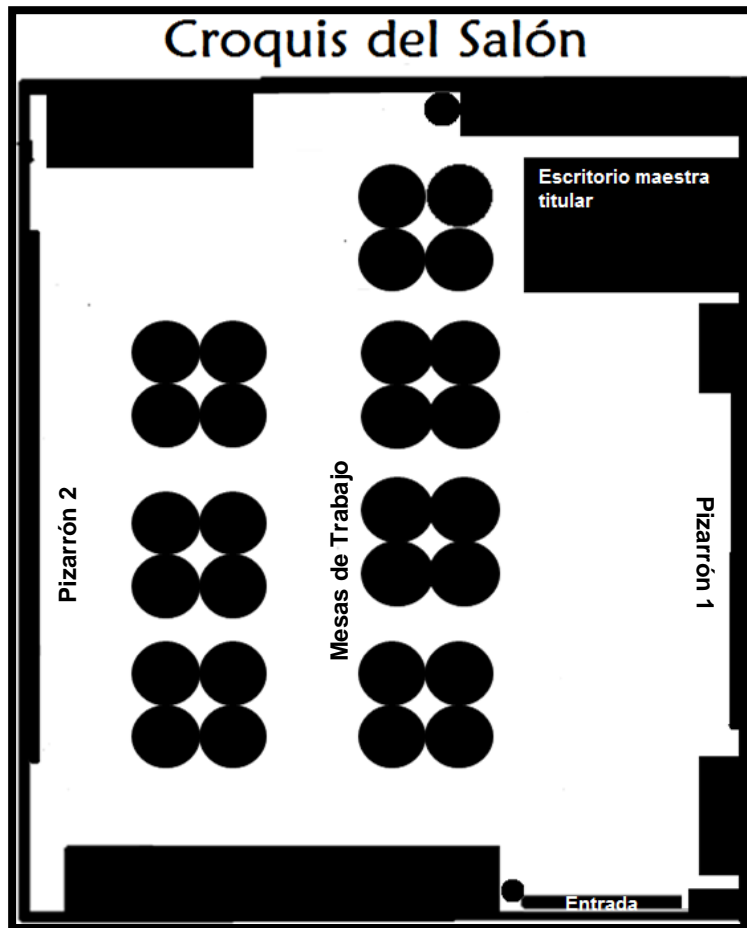 Croquis del Salón
Escritorio maestra
titular
Pizarrón 2
Mesas de Trabajo
Pizarrón 1
Entrada